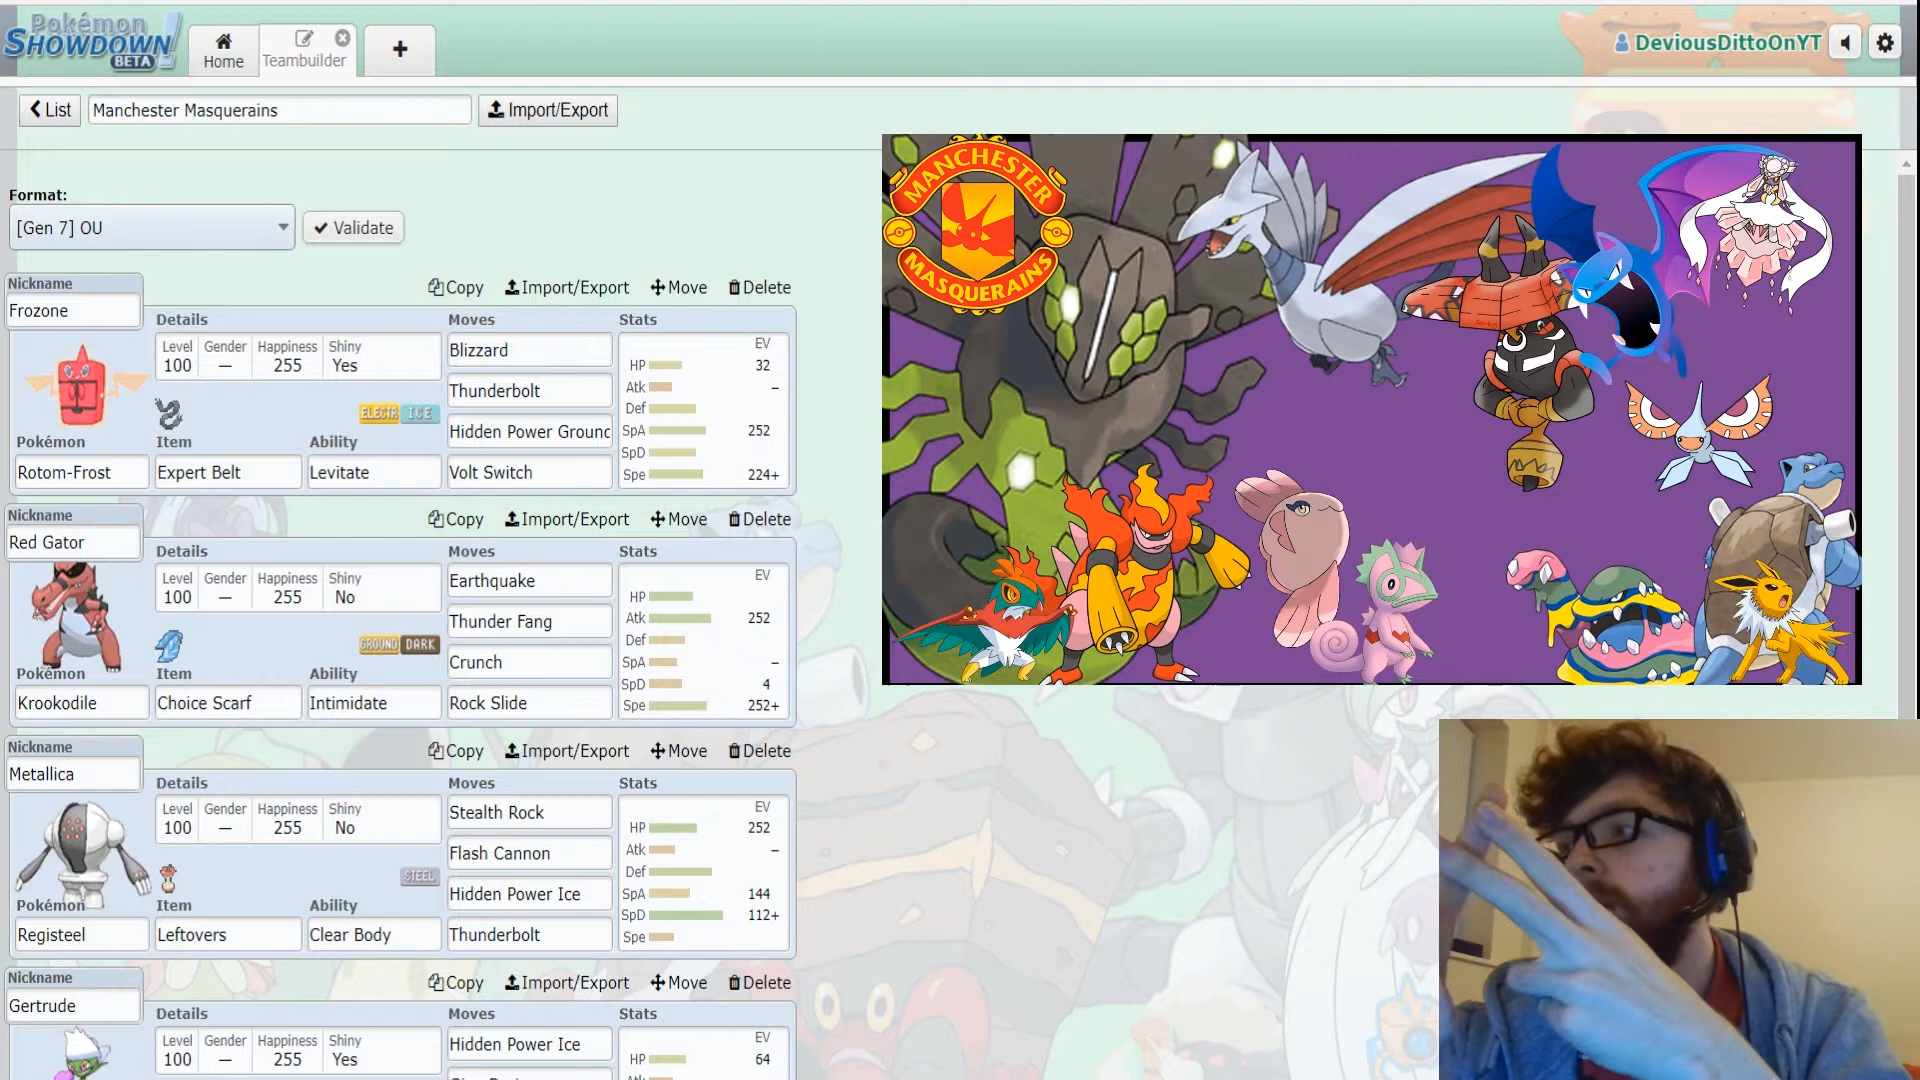 Pokémon
SHOWDOWN!
BETA
Home
Teambuilder
DeviousDittoOnYT
List
Manchester Masquerains
Import/Export
Format:
[Gen 7] OU
Validate
MANCHESTER
MASQUERAINS
Nickname
Frozone
Copy Import/Export Move Delete
Details
Moves
Stats
Level Gender Happiness Shiny
100 – 255 Yes
Blizzard
Thunderbolt
Hidden Power Ground
Volt Switch
EV
HP 32
Atk –
Def
SpA 252
SpD
Spe 224+
ELECTR ICE
Pokémon Item Ability
Rotom-Frost Expert Belt Levitate
Nickname
Red Gator
Copy Import/Export Move Delete
Details
Moves
Stats
Level Gender Happiness Shiny
100 – 255 No
Earthquake
Thunder Fang
Crunch
Rock Slide
EV
HP
Atk 252
Def
SpA –
SpD 4
Spe 252+
GROUND DARK
Pokémon Item Ability
Krookodile Choice Scarf Intimidate
Nickname
Metallica
Copy Import/Export Move Delete
Details
Moves
Stats
Level Gender Happiness Shiny
100 – 255 No
Stealth Rock
Flash Cannon
Hidden Power Ice
Thunderbolt
EV
HP 252
Atk –
Def
SpA 144
SpD 112+
Spe
STEEL
Pokémon Item Ability
Registeel Leftovers Clear Body
Nickname
Gertrude
Copy Import/Export Move Delete
Details
Moves
Stats
Level Gender Happiness Shiny
100 – 255 Yes
Hidden Power Ice
EV
HP 64